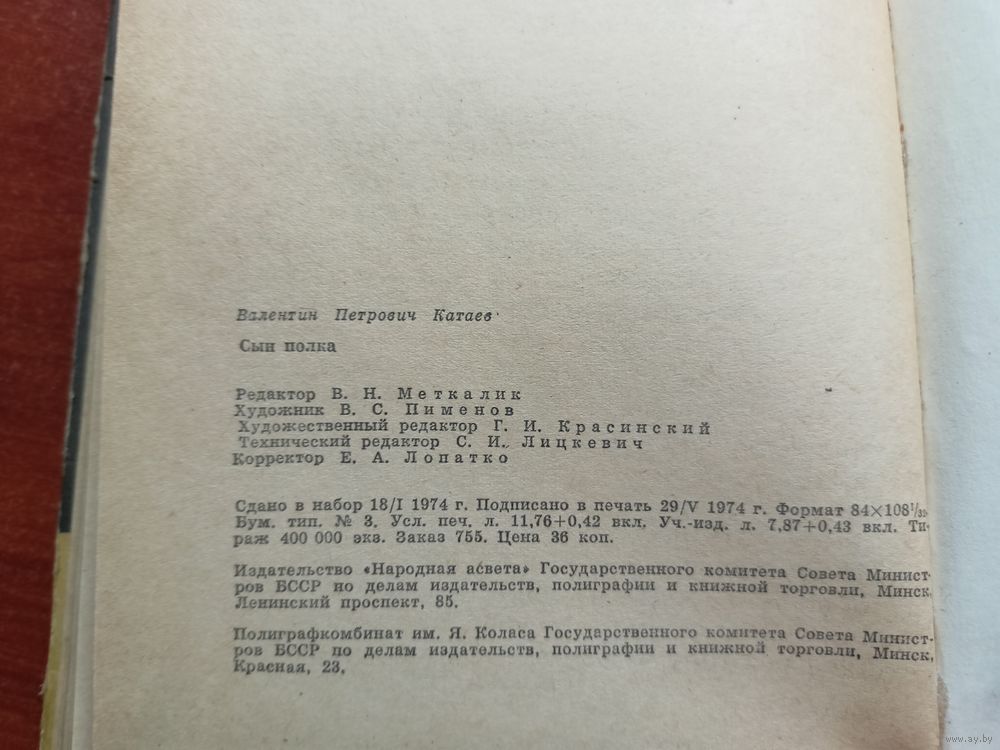 Валентин Петрович Катаев
Сын полка
Редактор В. Н. Меткалик
Художник В. С. Пименов
Художественный редактор Г. И. Красинский
Технический редактор С. И. Лицкевич
Корректор Е. А. Лопатко
Сдано в набор 18/I 1974 г. Подписано в печать 29/V 1974 г. Формат 84×108¹/₃₂.
Бум. тип. № 3. Усл. печ. л. 11,76+0,42 вкл. Уч.-изд. л. 7,87+0,43 вкл. Ти-
раж 400 000 экз. Заказ 755. Цена 36 коп.
Издательство «Народная асвета» Государственного комитета Совета Минист-
ров БССР по делам издательств, полиграфии и книжной торговли, Минск,
Ленинский проспект, 85.
Полиграфкомбинат им. Я. Коласа Государственного комитета Совета Минист-
ров БССР по делам издательств, полиграфии и книжной торговли, Минск,
Красная, 23.
www.ay.by